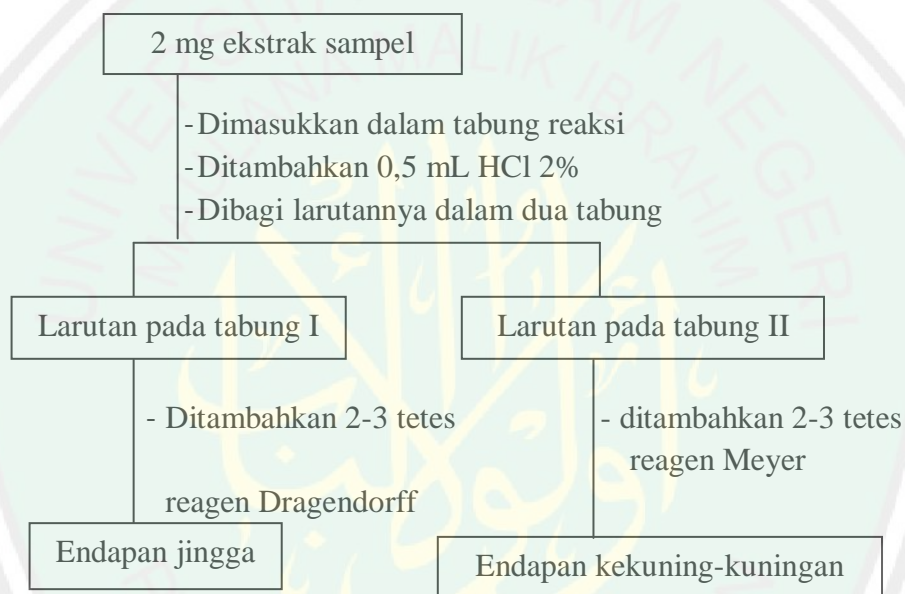 2 mg ekstrak sampel
-Dimasukkan dalam tabung reaksi
-Ditambahkan 0,5 mL HCl 2%
-Dibagi larutannya dalam dua tabung
Larutan pada tabung I
Larutan pada tabung II
- Ditambahkan 2-3 tetes
reagen Dragendorff
- ditambahkan 2-3 tetes
reagen Meyer
Endapan jingga
Endapan kekuning-kuningan